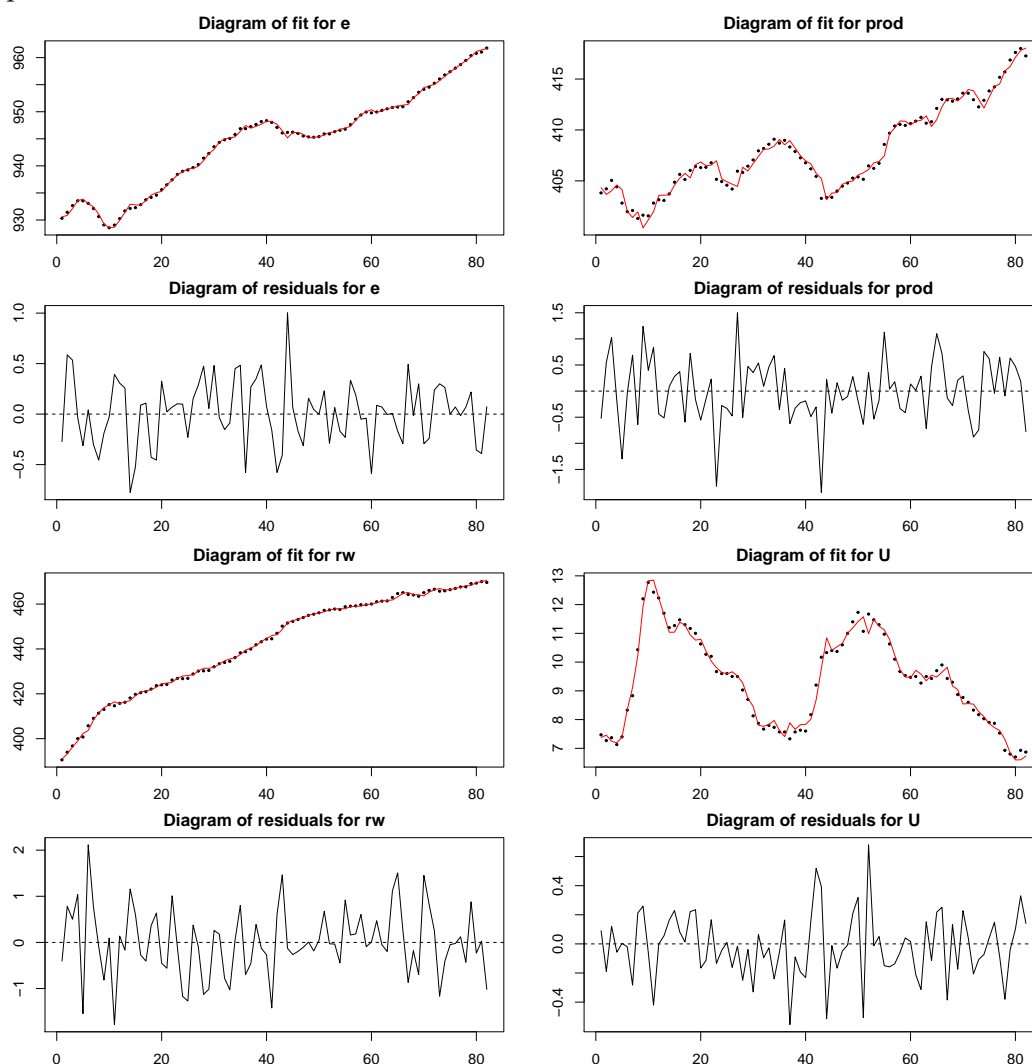 Diagram of fit for e
960
950
940
930
0 20 40 60 80
Diagram of fit for prod
415
410
405
0 20 40 60 80
Diagram of residuals for e
1.0
0.5
0.0
-0.5
0 20 40 60 80
Diagram of residuals for prod
1.5
0.5
-0.5
-1.5
0 20 40 60 80
Diagram of fit for rw
460
440
420
400
0 20 40 60 80
Diagram of fit for U
13
12
11
10
9
8
7
0 20 40 60 80
Diagram of residuals for rw
2
1
0
-1
0 20 40 60 80
Diagram of residuals for U
0.4
0.0
-0.4
0 20 40 60 80